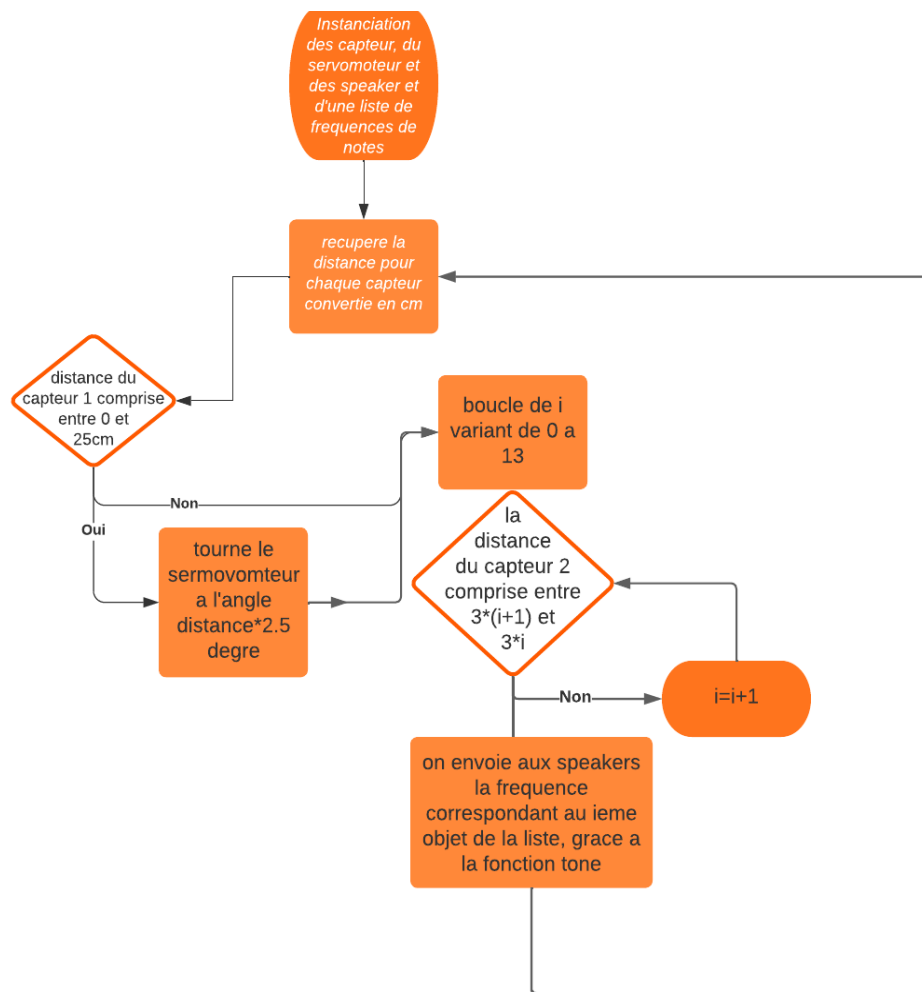 Instanciation
des capteur, du
servomoteur et
des speaker et
d'une liste de
frequences de
notes
recupere la
distance pour
chaque capteur
convertie en cm
distance du
capteur 1 comprise
entre 0 et
25cm
boucle de i
variant de 0 a
13
Non
Oui
tourne le
sermovomteur
a l'angle
distance*2.5
degre
la
distance
du capteur 2
comprise entre
3*(i+1) et
3*i
Non
i=i+1
on envoie aux speakers
la frequence
correspondant au ieme
objet de la liste, grace a
la fonction tone